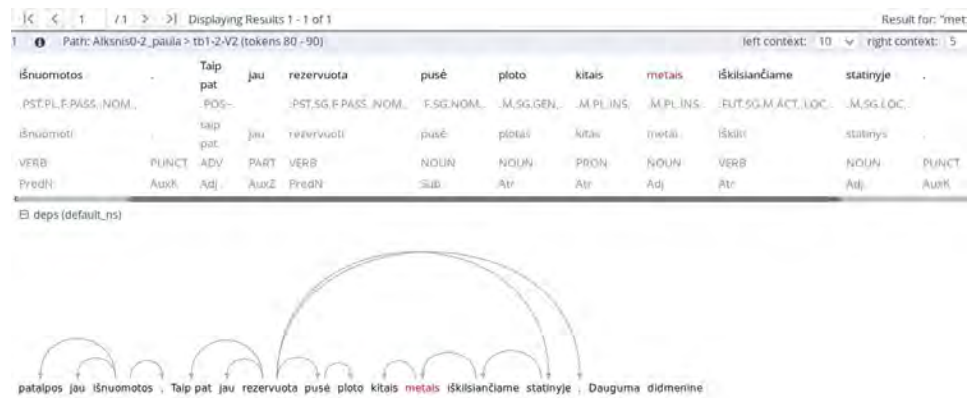 1 / 1 Displaying Results 1 - 1 of 1 Result for: "met
1 Path: Alksnis0-2_paula > tb1-2-V2 (tokens 80 - 90) left context: 10 right context: 5
išnuomotos . Taip pat jau rezervuota pusė ploto kitais metais iškilsiančiame statinyje .
.PST.PL.F.PASS..NOM.. .POS-. .PST.SG.F.PASS..NOM.. .F.SG.NOM.. .M.SG.GEN.. .M.PL.INS. .M.PL.INS. .FUT.SG.M.ACT..LOC.. .M.SG.LOC..
išnuomoti . taip pat jau rezervuoti pusė plotas kitas metai iškilti statinys .
VERB PUNCT ADV PART VERB NOUN NOUN PRON NOUN VERB NOUN PUNCT
PredN AuxK Adj AuxZ PredN Sub Atr Atr Adj Atr Adj AuxK
deps (default_ns)
patalpos jau išnuomotos . Taip pat jau rezervuota pusė ploto kitais metais iškilsiančiame statinyje . Dauguma didmeninė